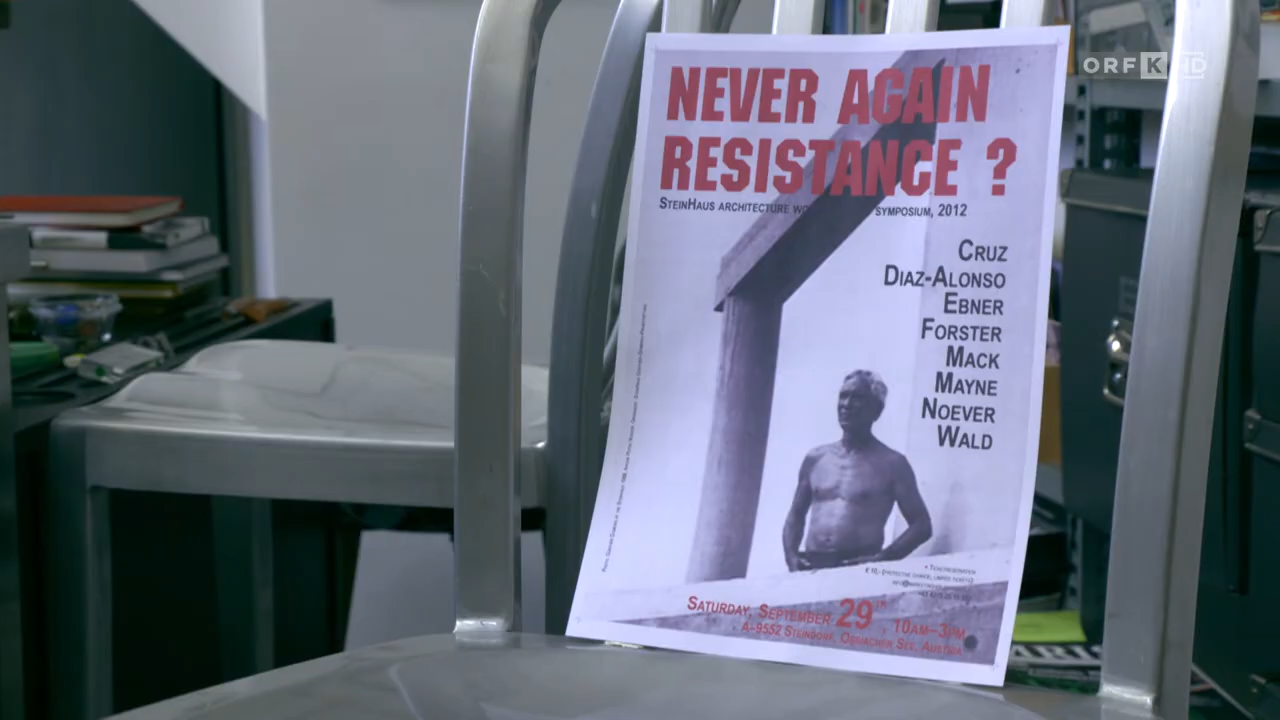 ORF K HD
NEVER AGAIN
RESISTANCE ?
SteinHaus architecture symposium, 2012
Cruz
Diaz-Alonso
Ebner
Forster
Mack
Mayne
Noever
Wald
Saturday, September 29TH, 10am–3pm
A–9552 Steindorf, Ossiacher See, Austria